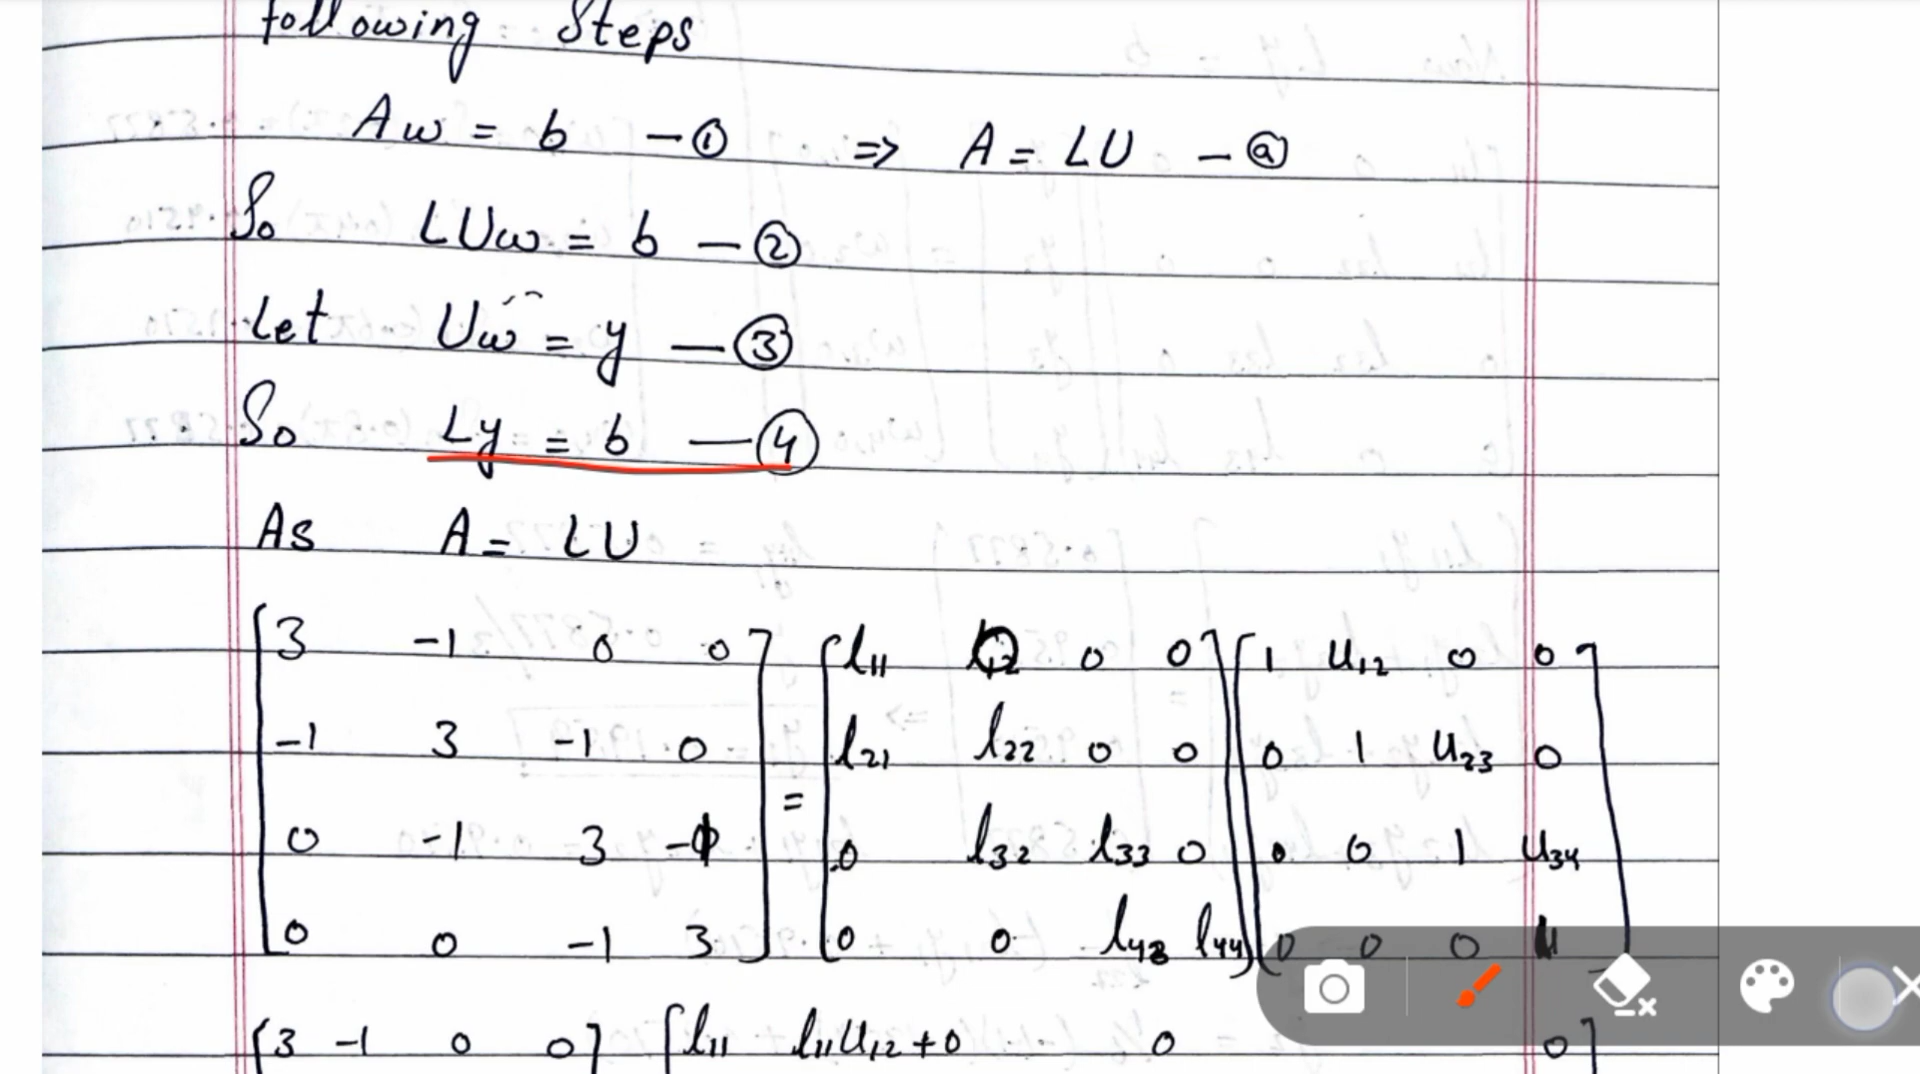 following Steps
Aw = b — ① => A = LU — ⓐ
So LUw = b — ②
Let Uw = y — ③
So Ly = b — ④
As A = LU
[3 -1 0 0] [l11 0 0 0] [1 u12 0 0]
[-1 3 -1 0] [l21 l22 0 0] [0 1 u23 0]
=
[0 -1 3 -1] [0 l32 l33 0] [0 0 1 u34]
[0 0 -1 3] [0 0 l43 l44] [0 0 0 1]
[3 -1 0 0] [l11 l11u12+0 0 0]